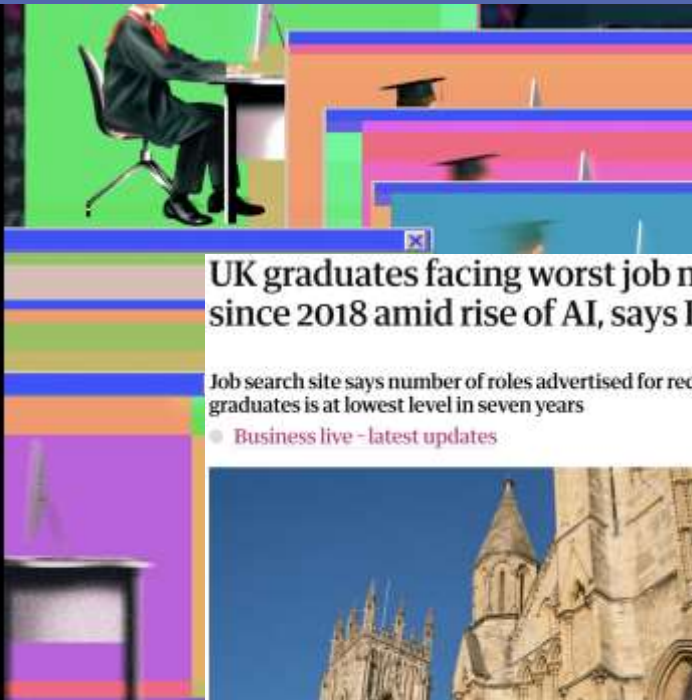 UK graduates facing worst job
since 2018 amid rise of AI, says
Job search site says number of roles advertised for
graduates is at lowest level in seven years
Business live – latest updates